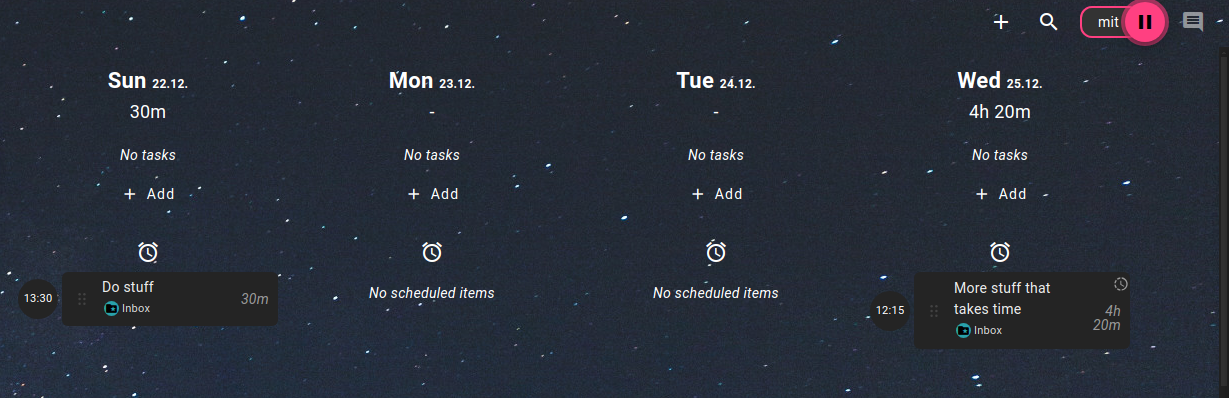 mit
Sun 22.12.
30m
No tasks
+ Add
13:30
Do stuff
Inbox
30m
Mon 23.12.
-
No tasks
+ Add
No scheduled items
Tue 24.12.
-
No tasks
+ Add
No scheduled items
Wed 25.12.
4h 20m
No tasks
+ Add
12:15
More stuff that
takes time
Inbox
4h
20m